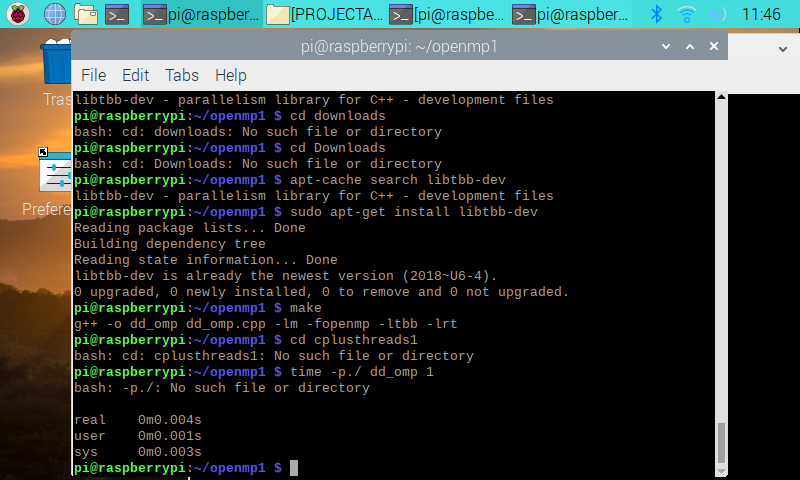 pi@raspber...
[PROJECTA...
[pi@raspbe...
pi@raspbe...
11:46
pi@raspberrypi: ~/openmp1
File Edit Tabs Help
libtbb-dev - parallelism library for C++ - development files
pi@raspberrypi:~/openmp1 $ cd downloads
bash: cd: downloads: No such file or directory
pi@raspberrypi:~/openmp1 $ cd Downloads
bash: cd: Downloads: No such file or directory
pi@raspberrypi:~/openmp1 $ apt-cache search libtbb-dev
libtbb-dev - parallelism library for C++ - development files
pi@raspberrypi:~/openmp1 $ sudo apt-get install libtbb-dev
Reading package lists... Done
Building dependency tree
Reading state information... Done
libtbb-dev is already the newest version (2018~U6-4).
0 upgraded, 0 newly installed, 0 to remove and 0 not upgraded.
pi@raspberrypi:~/openmp1 $ make
g++ -o dd_omp dd_omp.cpp -lm -fopenmp -ltbb -lrt
pi@raspberrypi:~/openmp1 $ cd cplusthreads1
bash: cd: cplusthreads1: No such file or directory
pi@raspberrypi:~/openmp1 $ time -p./ dd_omp 1
bash: -p./: No such file or directory
real 0m0.004s
user 0m0.001s
sys 0m0.003s
pi@raspberrypi:~/openmp1 $
Tras
Prefere